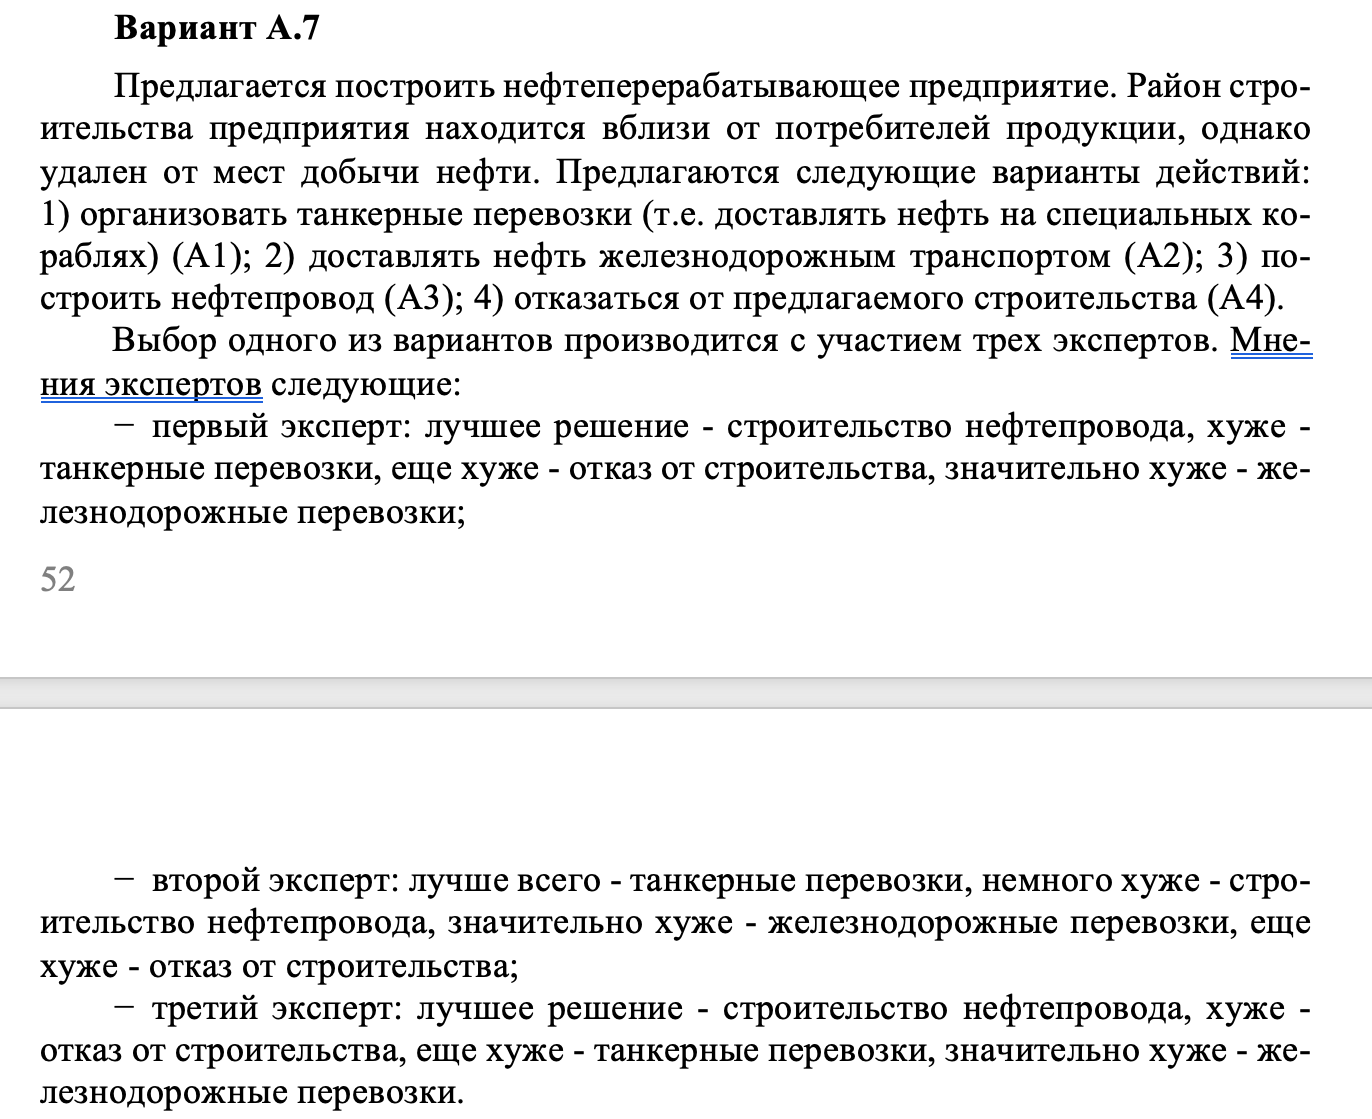 Вариант А.7
Предлагается построить нефтеперерабатывающее предприятие. Район стро-
ительства предприятия находится вблизи от потребителей продукции, однако
удален от мест добычи нефти. Предлагаются следующие варианты действий:
1) организовать танкерные перевозки (т.е. доставлять нефть на специальных ко-
раблях) (А1); 2) доставлять нефть железнодорожным транспортом (А2); 3) по-
строить нефтепровод (А3); 4) отказаться от предлагаемого строительства (А4).
Выбор одного из вариантов производится с участием трех экспертов. Мне-
ния экспертов следующие:
− первый эксперт: лучшее решение - строительство нефтепровода, хуже -
танкерные перевозки, еще хуже - отказ от строительства, значительно хуже - же-
лезнодорожные перевозки;
52
− второй эксперт: лучше всего - танкерные перевозки, немного хуже - стро-
ительство нефтепровода, значительно хуже - железнодорожные перевозки, еще
хуже - отказ от строительства;
− третий эксперт: лучшее решение - строительство нефтепровода, хуже -
отказ от строительства, еще хуже - танкерные перевозки, значительно хуже - же-
лезнодорожные перевозки.